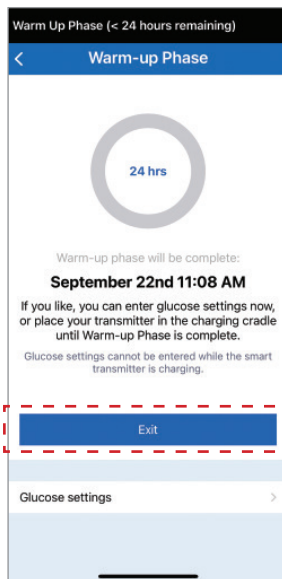 Warm Up Phase (< 24 hours remaining)
Warm-up Phase
24 hrs
Warm-up phase will be complete:
September 22nd 11:08 AM
If you like, you can enter glucose settings now,
or place your transmitter in the charging cradle
until Warm-up Phase is complete.
Glucose settings cannot be entered while the smart
transmitter is charging.
Exit
Glucose settings